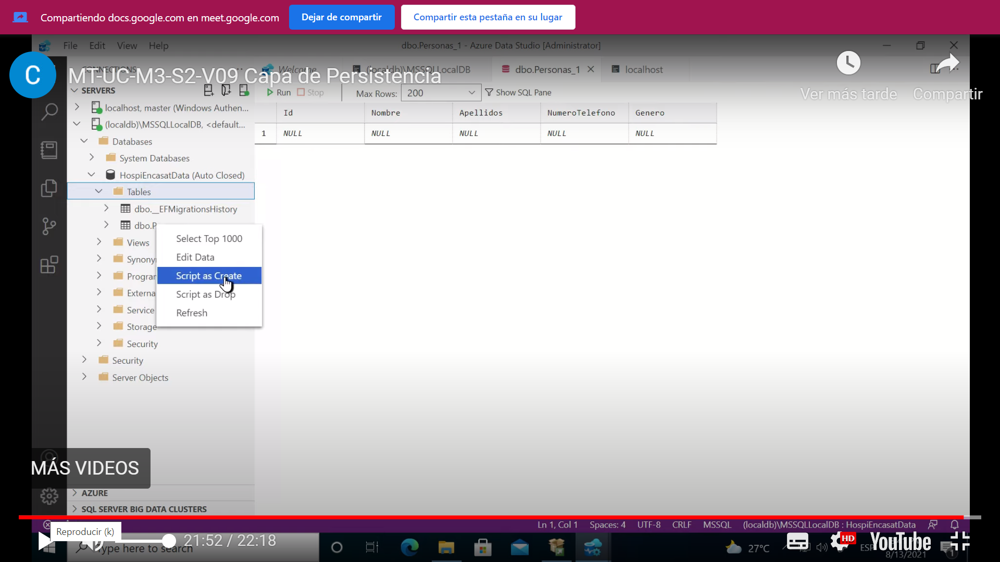 Compartiendo docs.google.com en meet.google.com
Dejar de compartir
Compartir esta pestaña en su lugar
File Edit View Help
dbo.Personas_1 - Azure Data Studio [Administrator]
CONNECTIONS
Welcome
(localdb)\MSSQLLocalDB
dbo.Personas_1
localhost
C
MT-UC-M3-S2-V09 Capa de Persistencia
Ver más tarde
Compartir
SERVERS
Run
Stop
Max Rows:
200
Show SQL Pane
localhost, master (Windows Authen...
(localdb)\MSSQLLocalDB, <default...
Databases
System Databases
HospiEncasatData (Auto Closed)
Tables
dbo.__EFMigrationsHistory
dbo.P
Views
Synony
Progra
Externa
Service
Storage
Security
Security
Server Objects
Id Nombre Apellidos NumeroTelefono Genero
1 NULL NULL NULL NULL NULL
Select Top 1000
Edit Data
Script as Create
Script as Drop
Refresh
MÁS VIDEOS
AZURE
SQL SERVER BIG DATA CLUSTERS
Ln 1, Col 1 Spaces: 4 UTF-8 CRLF MSSQL (localdb)\MSSQLLocalDB : HospiEncasatData
Reproducir (k)
21:52 / 22:18
Type here to search
27°C
ESP
HD
YouTube
8/13/2021
1